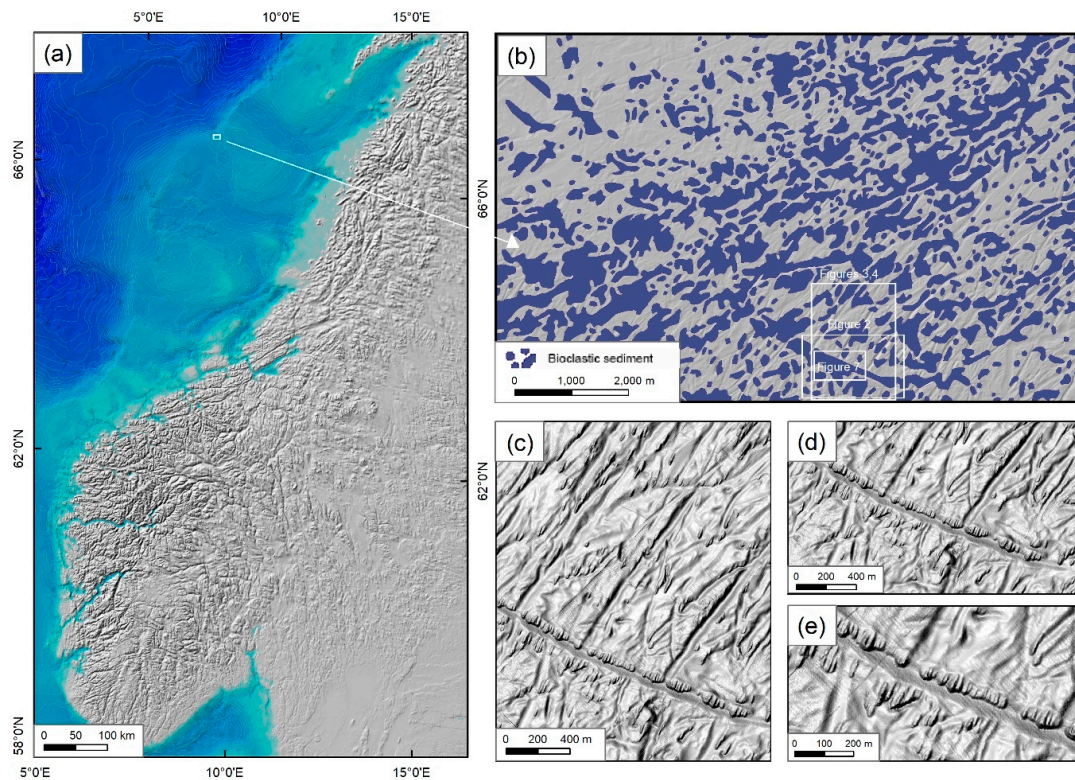 5°0'E 10°0'E 15°0'E
(a)
66°0'N
66°0'N
62°0'N
62°0'N
58°0'N
0 50 100 km
10°0'E 15°0'E
(b)
Figures 3,4
Figure 2
Figure 7
Bioclastic sediment
0 1,000 2,000 m
(c)
0 200 400 m
(d)
0 200 400 m
(e)
0 100 200 m